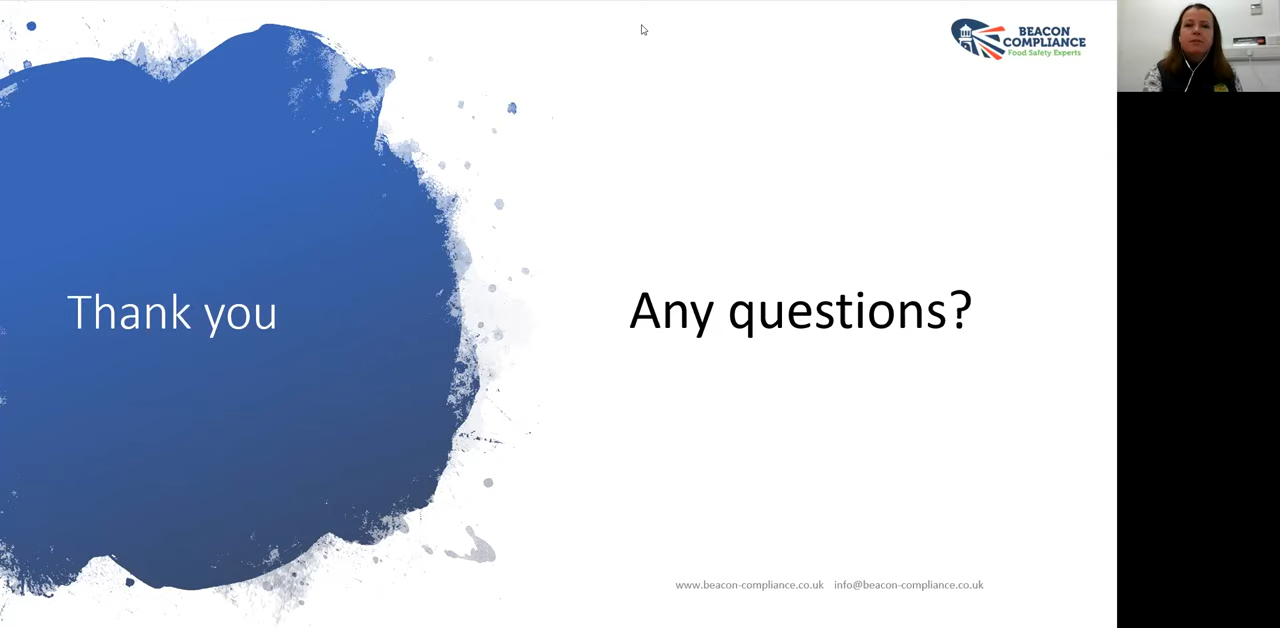 BEACON
COMPLIANCE
Food Safety Experts
Thank you
Any questions?
www.beacon-compliance.co.uk info@beacon-compliance.co.uk